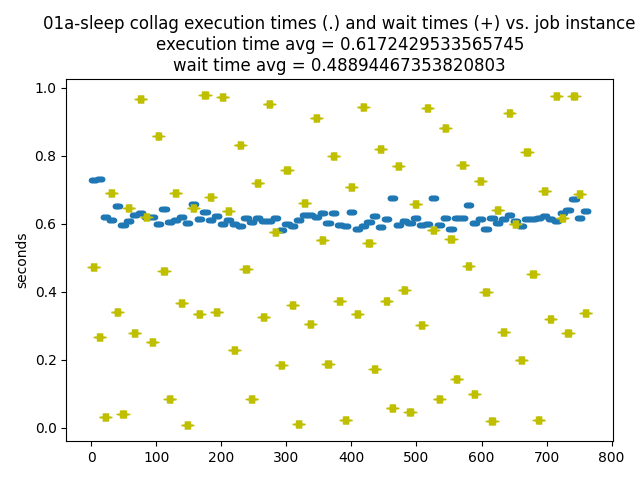 01a-sleep collag execution times (.) and wait times (+) vs. job instance
execution time avg = 0.6172429533565745
wait time avg = 0.48894467353820803
1.0
0.8
0.6
0.4
0.2
0.0
seconds
0 100 200 300 400 500 600 700 800